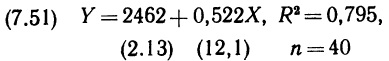 (7.51) Y=2462+0,522X, R²=0,795,
(2.13) (12,1) n=40